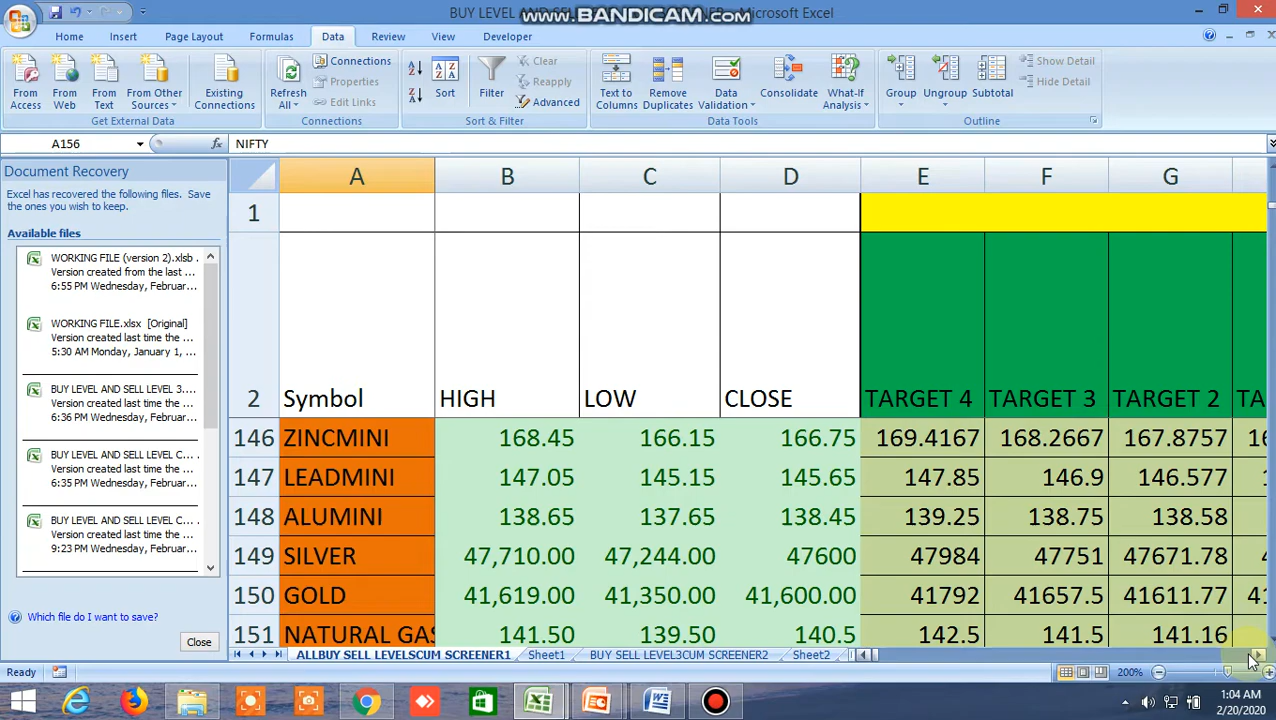 BUY LEVEL AND SELL
www.BANDICAM.com
Microsoft Excel
Home Insert Page Layout Formulas Data Review View Developer
From Access
From Web
From Text
From Other Sources
Existing Connections
Get External Data
Refresh All
Connections
Properties
Edit Links
Connections
Sort
Filter
Clear
Reapply
Advanced
Sort & Filter
Text to Columns
Remove Duplicates
Data Validation
Consolidate
What-If Analysis
Data Tools
Group
Ungroup
Subtotal
Show Detail
Hide Detail
Outline
A156 fx NIFTY
Document Recovery
Excel has recovered the following files. Save
the ones you wish to keep.
Available files
WORKING FILE (version 2).xlsb .
Version created from the last ...
6:55 PM Wednesday, Februar...
WORKING FILE.xlsx [Original]
Version created last time the ...
5:30 AM Monday, January 1, ...
BUY LEVEL AND SELL LEVEL 3....
Version created last time the ...
6:36 PM Wednesday, Februar...
BUY LEVEL AND SELL LEVEL C...
Version created last time the ...
6:35 PM Wednesday, Februar...
BUY LEVEL AND SELL LEVEL C...
Version created last time the ...
9:23 PM Wednesday, Februar...
Which file do I want to save?
Close
A B C D E F G
1
2 Symbol HIGH LOW CLOSE TARGET 4 TARGET 3 TARGET 2 TA
146 ZINCMINI 168.45 166.15 166.75 169.4167 168.2667 167.8757 16
147 LEADMINI 147.05 145.15 145.65 147.85 146.9 146.577 1
148 ALUMINI 138.65 137.65 138.45 139.25 138.75 138.58 1
149 SILVER 47,710.00 47,244.00 47600 47984 47751 47671.78 4
150 GOLD 41,619.00 41,350.00 41,600.00 41792 41657.5 41611.77 41
151 NATURAL GAS 141.50 139.50 140.5 142.5 141.5 141.16
ALLBUY SELL LEVELSCUM SCREENER1 Sheet1 BUY SELL LEVEL3CUM SCREENER2 Sheet2
Ready 200%
1:04 AM
2/20/2020